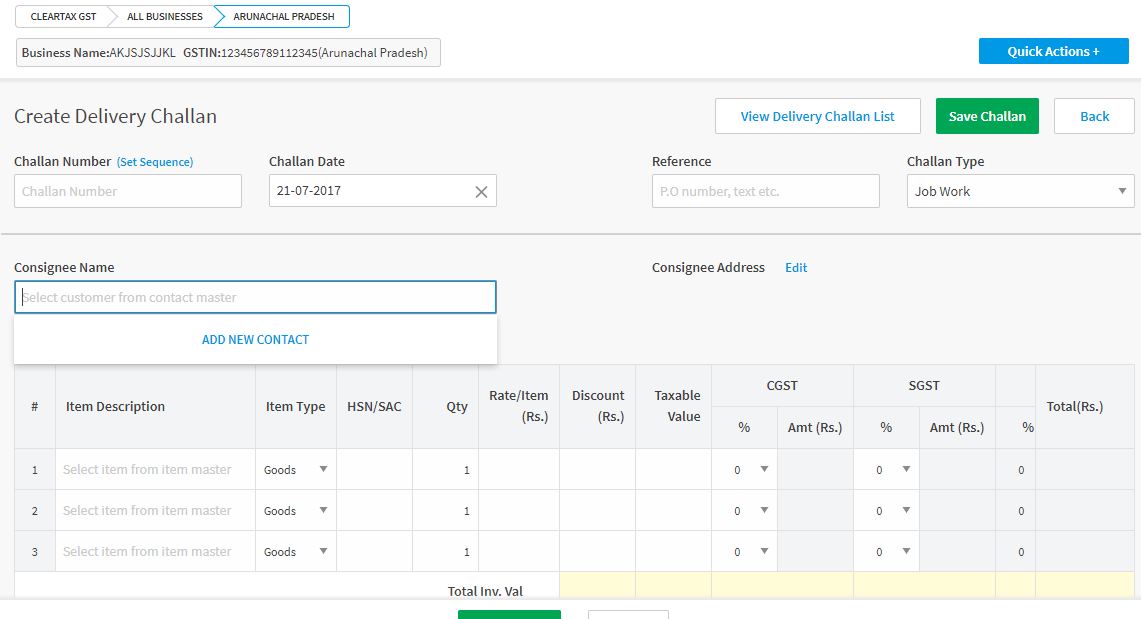 CLEARTAX GST ALL BUSINESSES ARUNACHAL PRADESH
Business Name:AKJSJSJJKL GSTIN:123456789112345(Arunachal Pradesh)
Quick Actions +
Create Delivery Challan
View Delivery Challan List
Save Challan
Back
Challan Number (Set Sequence)
Challan Date
Reference
Challan Type
Challan Number
21-07-2017
P.O number, text etc.
Job Work
Consignee Name
Consignee Address Edit
Select customer from contact master
ADD NEW CONTACT
# Item Description Item Type HSN/SAC Qty Rate/Item (Rs.) Discount (Rs.) Taxable Value CGST SGST Total(Rs.)
% Amt (Rs.) % Amt (Rs.) %
1 Select item from item master Goods 1 0 0 0
2 Select item from item master Goods 1 0 0 0
3 Select item from item master Goods 1 0 0 0
Total Inv. Val